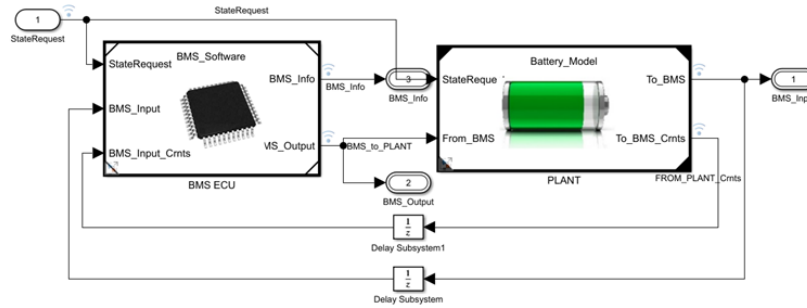 StateRequest
1
StateRequest
BMS_Software
StateRequest
BMS_Info
BMS_Info
3
BMS_Info
BMS_Input
BMS_Input_Crnts
MS_Output
BMS_to_PLANT
BMS ECU
2
BMS_Output
Battery_Model
StateReque
To_BMS
1
BMS_Inp
From_BMS
To_BMS_Crnts
PLANT
FROM_PLANT_Crnts
1
z
Delay Subsystem1
1
z
Delay Subsystem